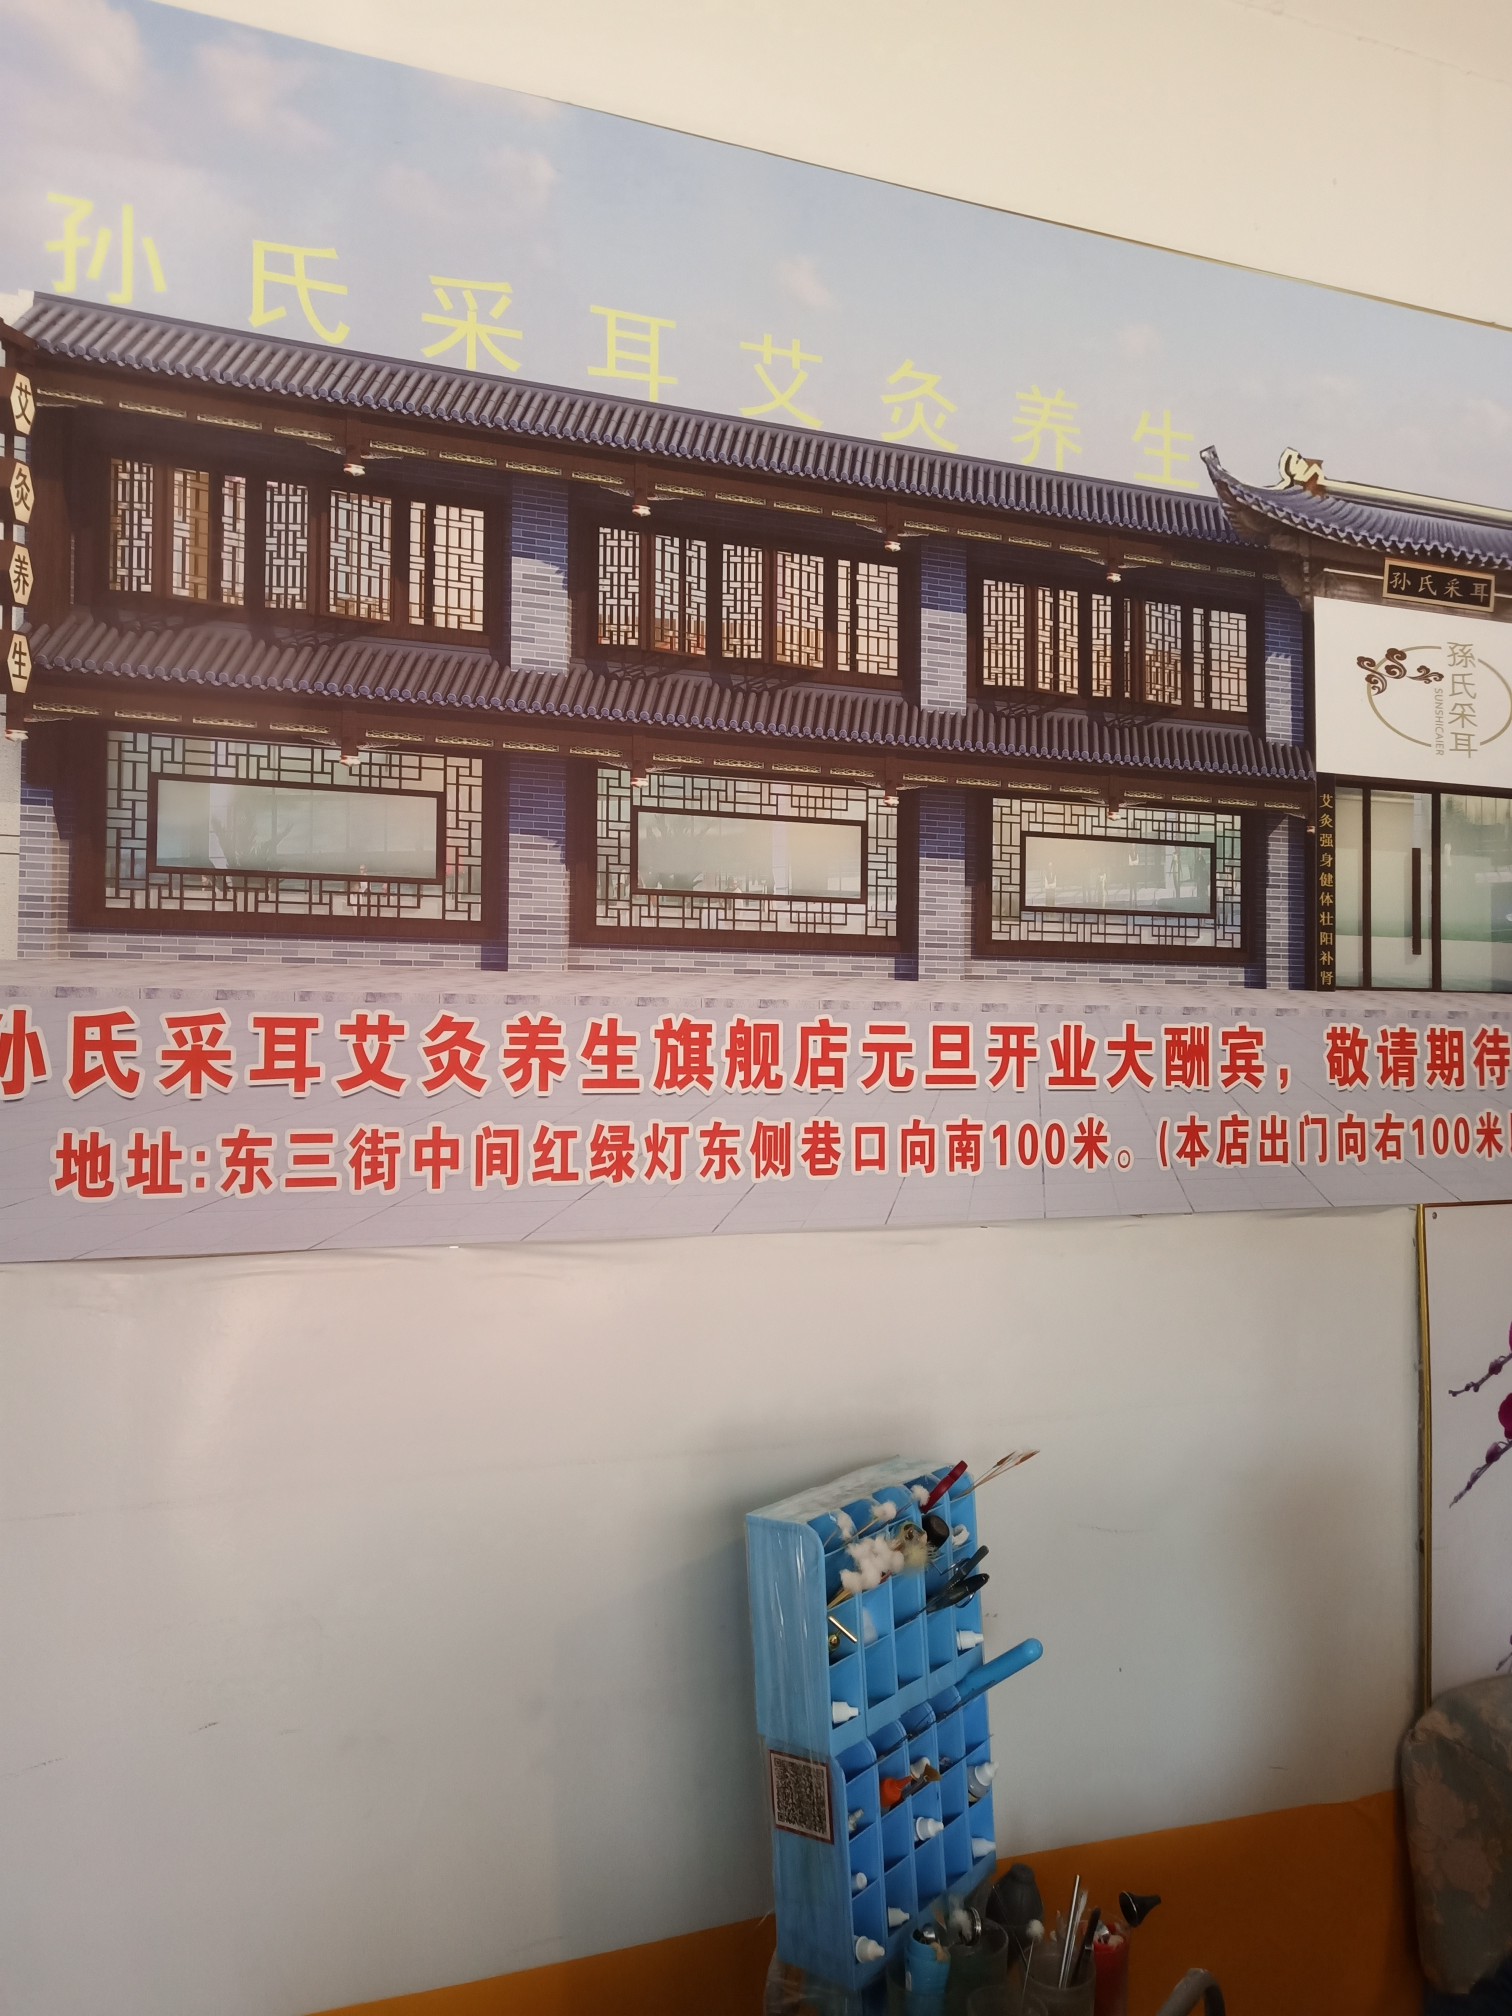 孙氏采耳艾灸养生
艾灸养生
孙氏采耳
孫氏采耳
SUNSHICAIER
艾灸强身健体壮阳补肾
孙氏采耳艾灸养生旗舰店元旦开业大酬宾，敬请期待
地址:东三街中间红绿灯东侧巷口向南100米。(本店出门向右100米